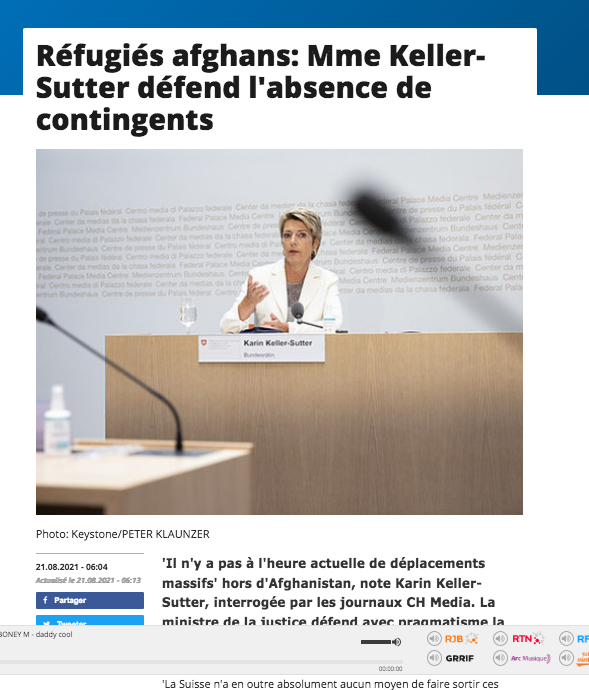 Réfugiés afghans: Mme Keller-
Sutter défend l'absence de
contingents
Karin Keller-Sutter
Bundesrätin
Photo: Keystone/PETER KLAUNZER
21.08.2021 - 06:04
Actualisé le 21.08.2021 - 06:13
Partager
Tweeter
'Il n'y a pas à l'heure actuelle de déplacements
massifs' hors d'Afghanistan, note Karin Keller-
Sutter, interrogée par les journaux CH Media. La
ministre de la justice défend avec pragmatisme la
BONEY M - daddy cool
00:00:00
RJB
RTN
GRRIF
Arc Musique
'La Suisse n'a en outre absolument aucun moyen de faire sortir ces